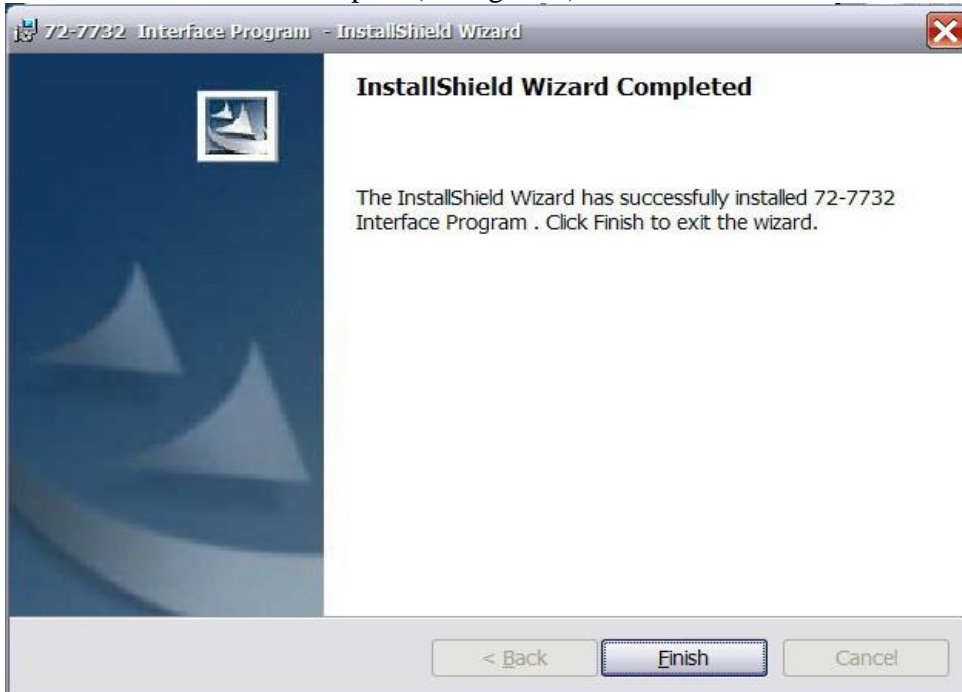 72-7732 Interface Program - InstallShield Wizard
InstallShield Wizard Completed
The InstallShield Wizard has successfully installed 72-7732
Interface Program . Click Finish to exit the wizard.
< Back Finish Cancel